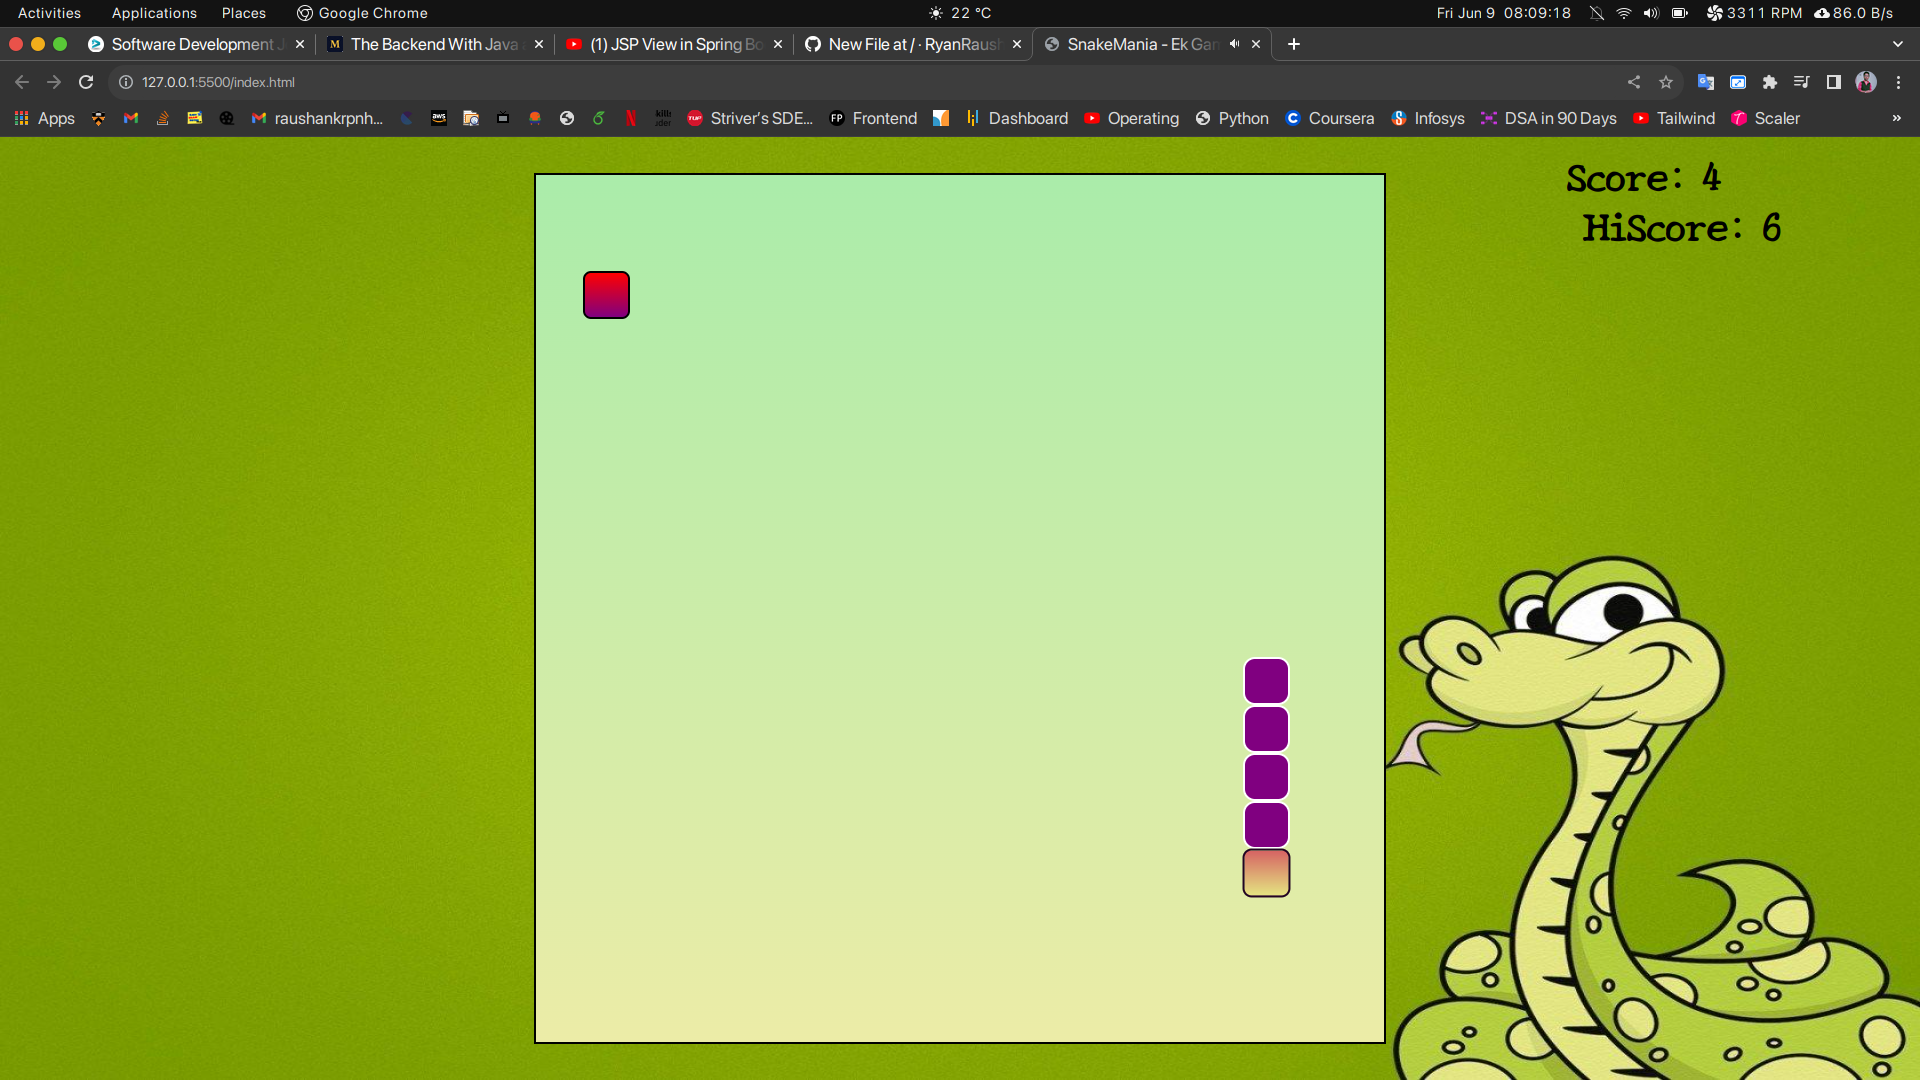 Activities Applications Places Google Chrome 22 °C Fri Jun 9 08:09:18 3311 RPM 86.0 B/s
Software Development J M The Backend With Java (1) JSP View in Spring Bo New File at / · RyanRaush SnakeMania - Ek Gam
127.0.0.1:5500/index.html
Apps raushankrpnh... aws Striver's SDE... FP Frontend Dashboard Operating Python Coursera Infosys DSA in 90 Days Tailwind Scaler »
Score: 4
HiScore: 6